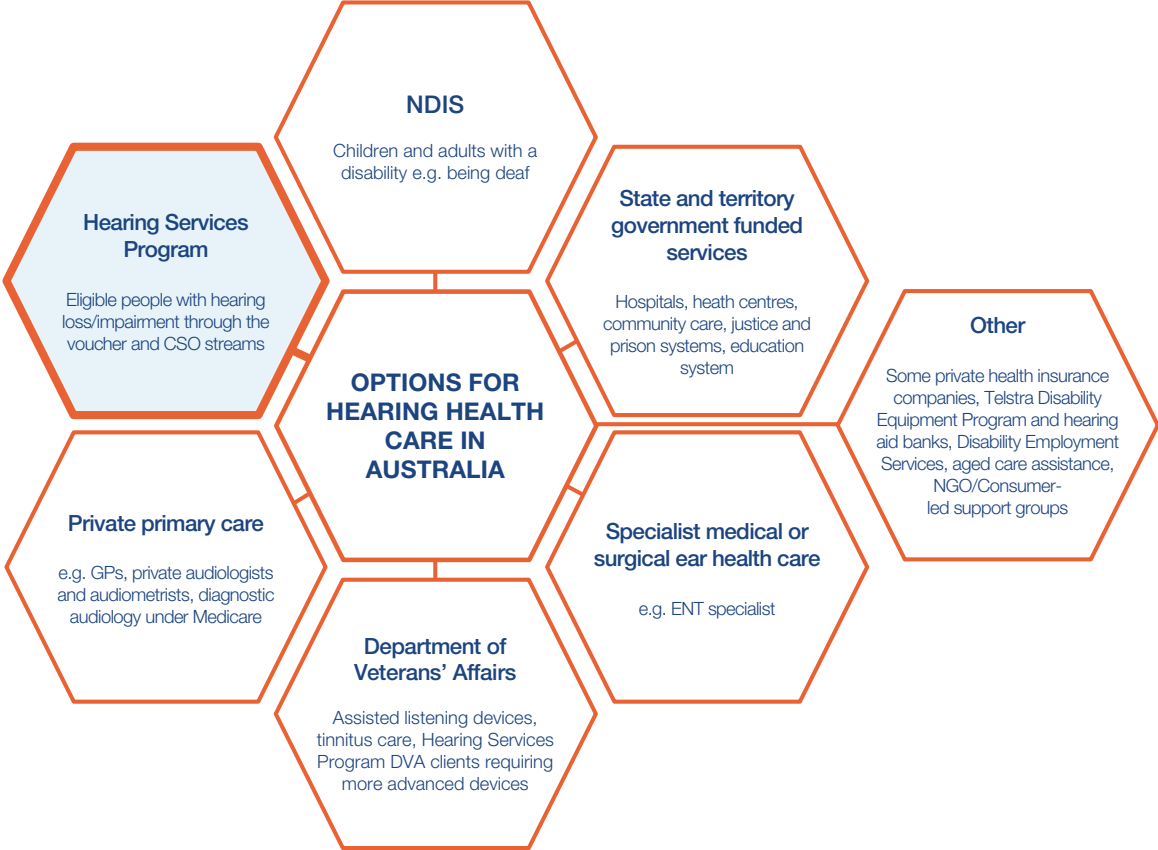 NDIS
Children and adults with a
disability e.g. being deaf
Hearing Services
Program
Eligible people with hearing
loss/impairment through the
voucher and CSO streams
State and territory
government funded
services
Hospitals, heath centres,
community care, justice and
prison systems, education
system
Other
Some private health insurance
companies, Telstra Disability
Equipment Program and hearing
aid banks, Disability Employment
Services, aged care assistance,
NGO/Consumer-
led support groups
OPTIONS FOR
HEARING HEALTH
CARE IN
AUSTRALIA
Private primary care
e.g. GPs, private audiologists
and audiometrists, diagnostic
audiology under Medicare
Specialist medical or
surgical ear health care
e.g. ENT specialist
Department of
Veterans’ Affairs
Assisted listening devices,
tinnitus care, Hearing Services
Program DVA clients requiring
more advanced devices